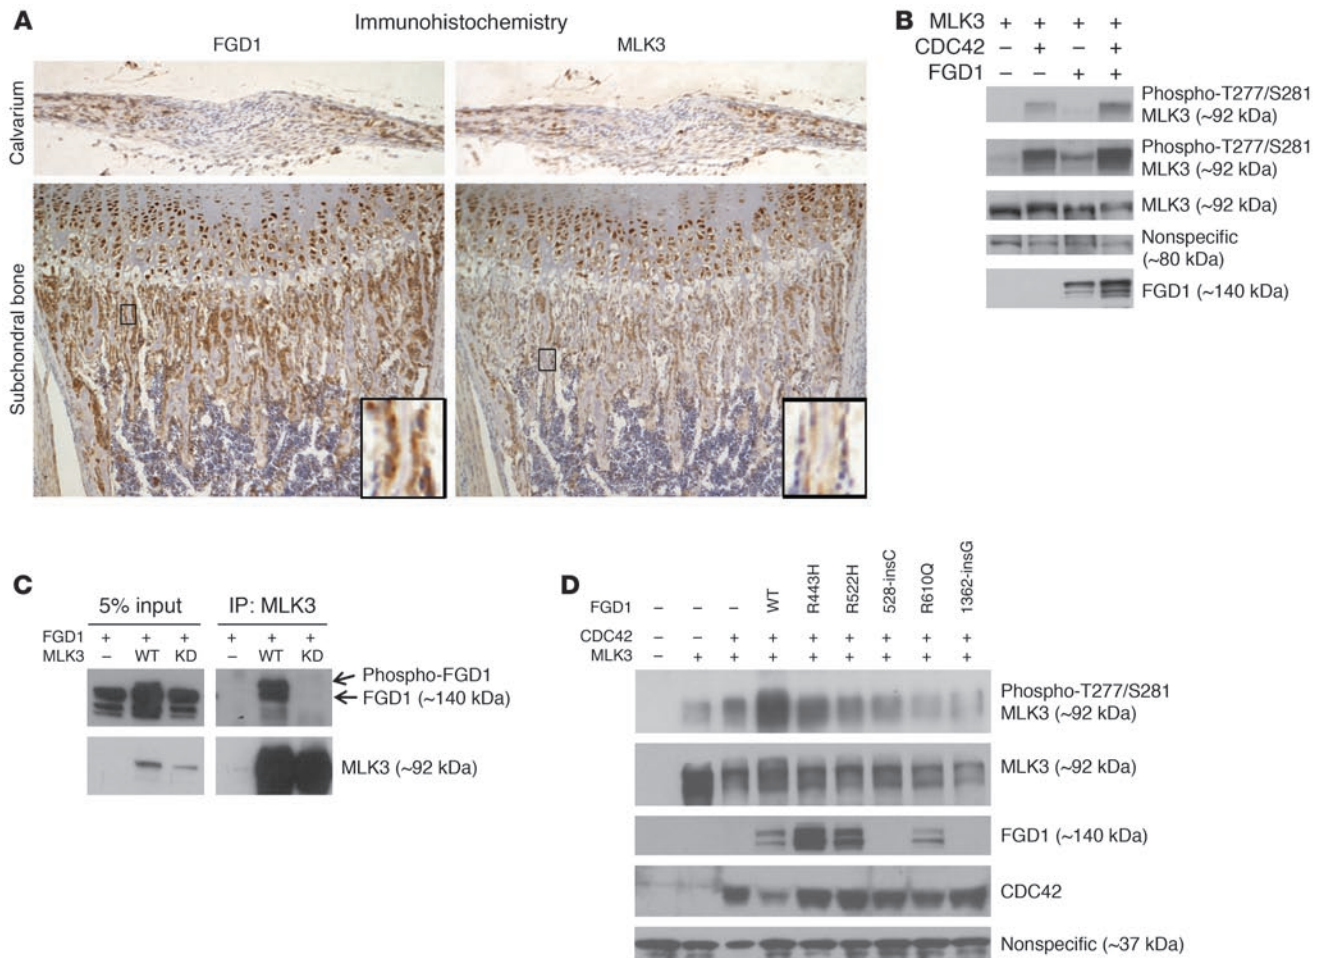 A
Immunohistochemistry
FGD1 MLK3
Calvarium
Subchondral bone
B
MLK3 + + + +
CDC42 – + – +
FGD1 – – + +
Phospho-T277/S281
MLK3 (~92 kDa)
Phospho-T277/S281
MLK3 (~92 kDa)
MLK3 (~92 kDa)
Nonspecific
(~80 kDa)
FGD1 (~140 kDa)
C
5% input IP: MLK3
FGD1 + + + + + +
MLK3 – WT KD – WT KD
Phospho-FGD1
FGD1 (~140 kDa)
MLK3 (~92 kDa)
D
FGD1 – – – WT R443H R522H 528-insC R610Q 1362-insG
CDC42 – – + + + + + + +
MLK3 – + + + + + + + +
Phospho-T277/S281
MLK3 (~92 kDa)
MLK3 (~92 kDa)
FGD1 (~140 kDa)
CDC42
Nonspecific (~37 kDa)